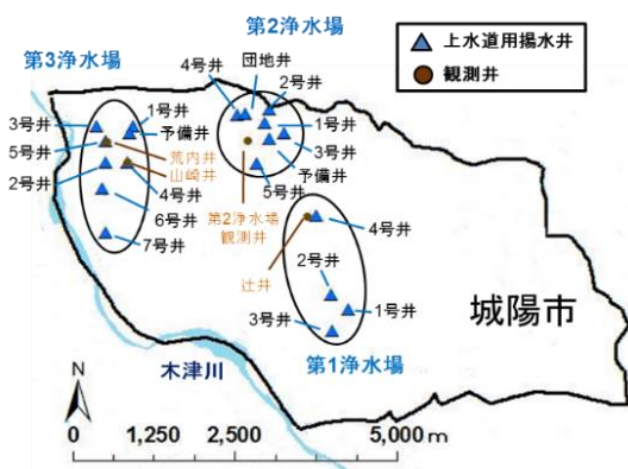 第2浄水場
上水道用揚水井
観測井
第3浄水場
4号井
団地井
2号井
3号井
1号井
予備井
1号井
5号井
荒内井
3号井
2号井
山崎井
予備井
4号井
5号井
6号井
第2浄水場
観測井
4号井
7号井
2号井
辻井
1号井
城陽市
3号井
木津川
第1浄水場
N
0 1,250 2,500 5,000 m